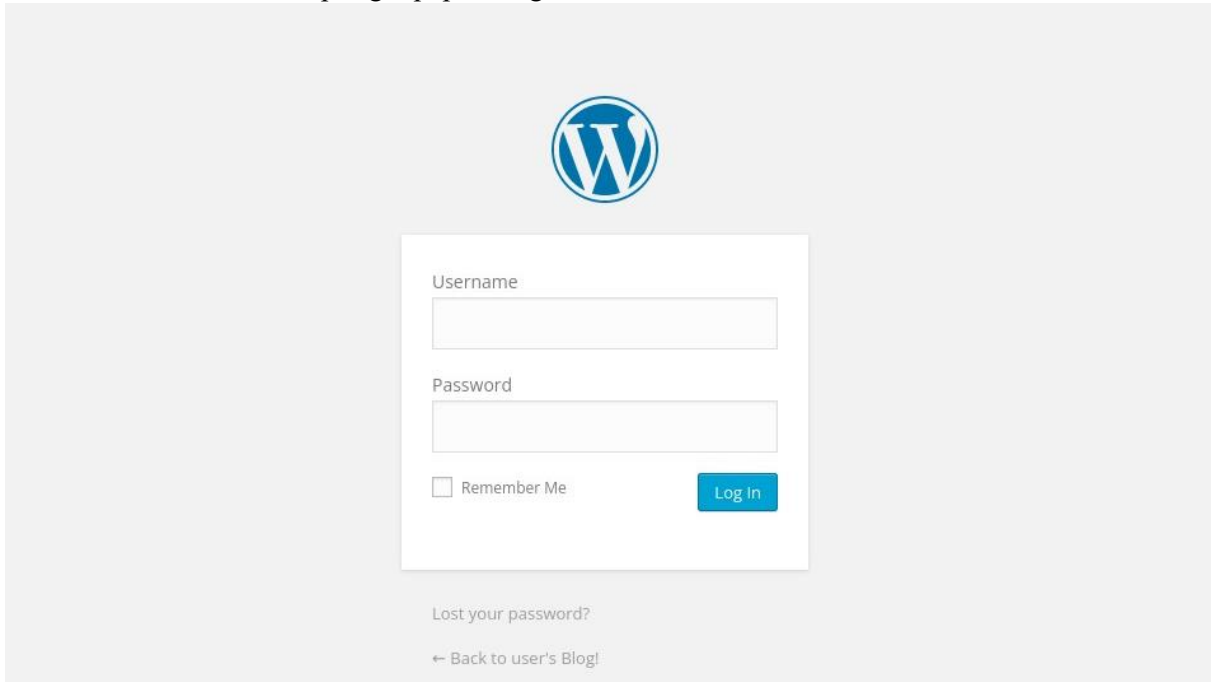 Username
Password
Remember Me
Log In
Lost your password?
← Back to user's Blog!